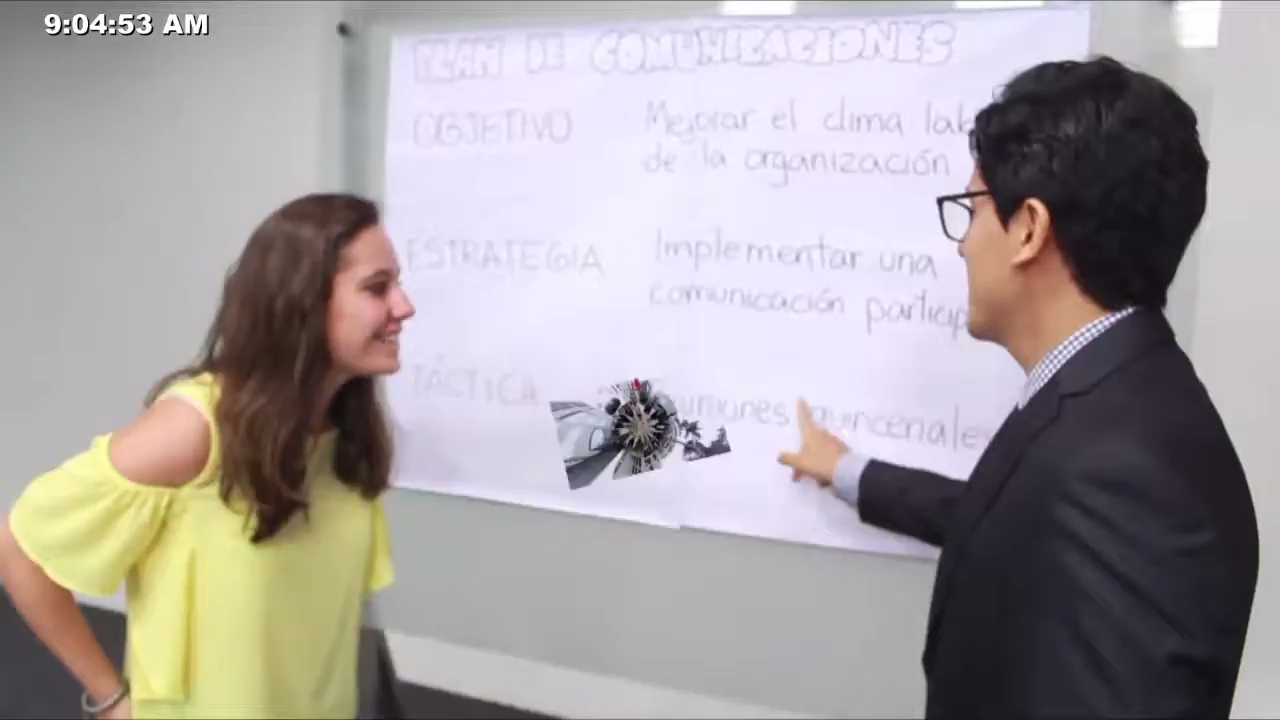 9:04:53 AM
PLAN DE COMUNICACIONES
OBJETIVO Mejorar el clima
de la organización
ESTRATEGIA Implementar una
comunicación
TÁCTICA